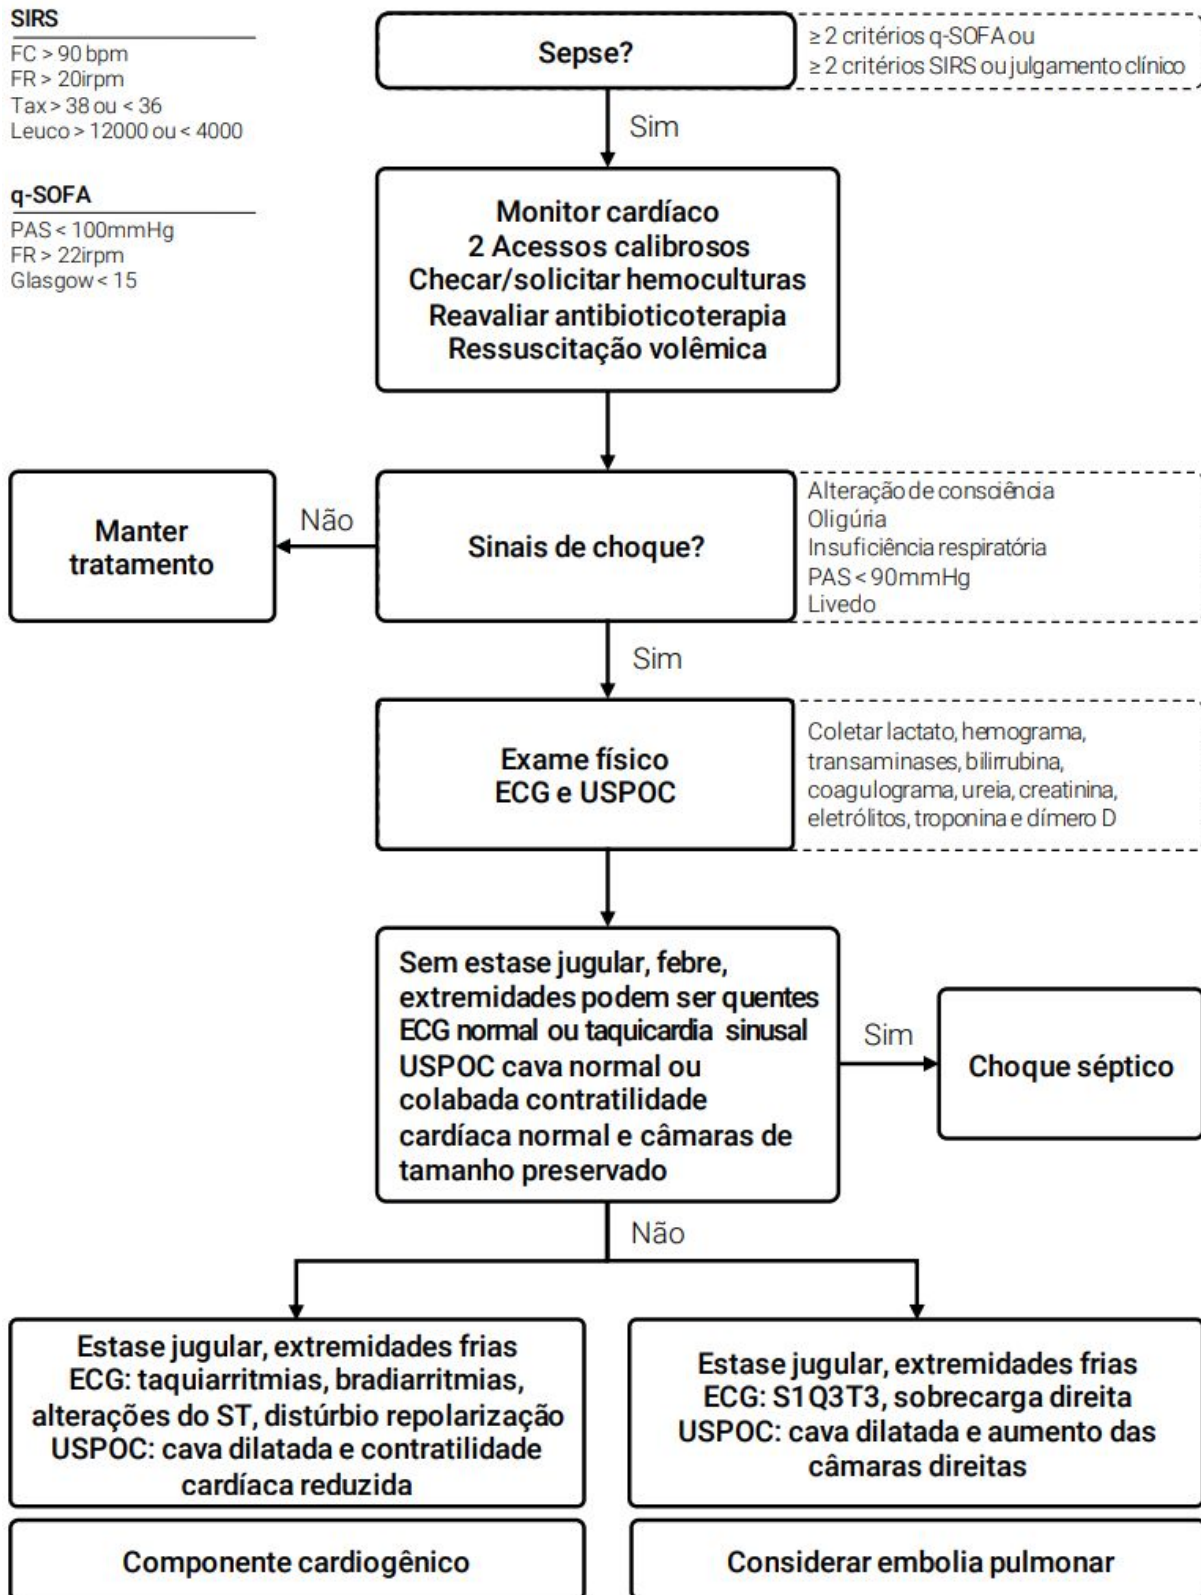 SIRS
FC > 90 bpm
FR > 20irpm
Tax > 38 ou < 36
Leuco > 12000 ou < 4000
q-SOFA
PAS < 100mmHg
FR > 22irpm
Glasgow < 15
Sepse?
≥ 2 critérios q-SOFA ou
≥ 2 critérios SIRS ou julgamento clínico
Sim
Monitor cardíaco
2 Acessos calibrosos
Checar/solicitar hemoculturas
Reavaliar antibioticoterapia
Ressuscitação volêmica
Manter
tratamento
Não
Sinais de choque?
Alteração de consciência
Oligúria
Insuficiência respiratória
PAS < 90mmHg
Livedo
Sim
Exame físico
ECG e USPOC
Coletar lactato, hemograma,
transaminases, bilirrubina,
coagulograma, ureia, creatinina,
eletrólitos, troponina e dímero D
Sem estase jugular, febre,
extremidades podem ser quentes
ECG normal ou taquicardia sinusal
USPOC cava normal ou
colabada contratilidade
cardíaca normal e câmaras de
tamanho preservado
Sim
Choque séptico
Não
Estase jugular, extremidades frias
ECG: taquiarritmias, bradiarritmias,
alterações do ST, distúrbio repolarização
USPOC: cava dilatada e contratilidade
cardíaca reduzida
Componente cardiogênico
Estase jugular, extremidades frias
ECG: S1Q3T3, sobrecarga direita
USPOC: cava dilatada e aumento das
câmaras direitas
Considerar embolia pulmonar